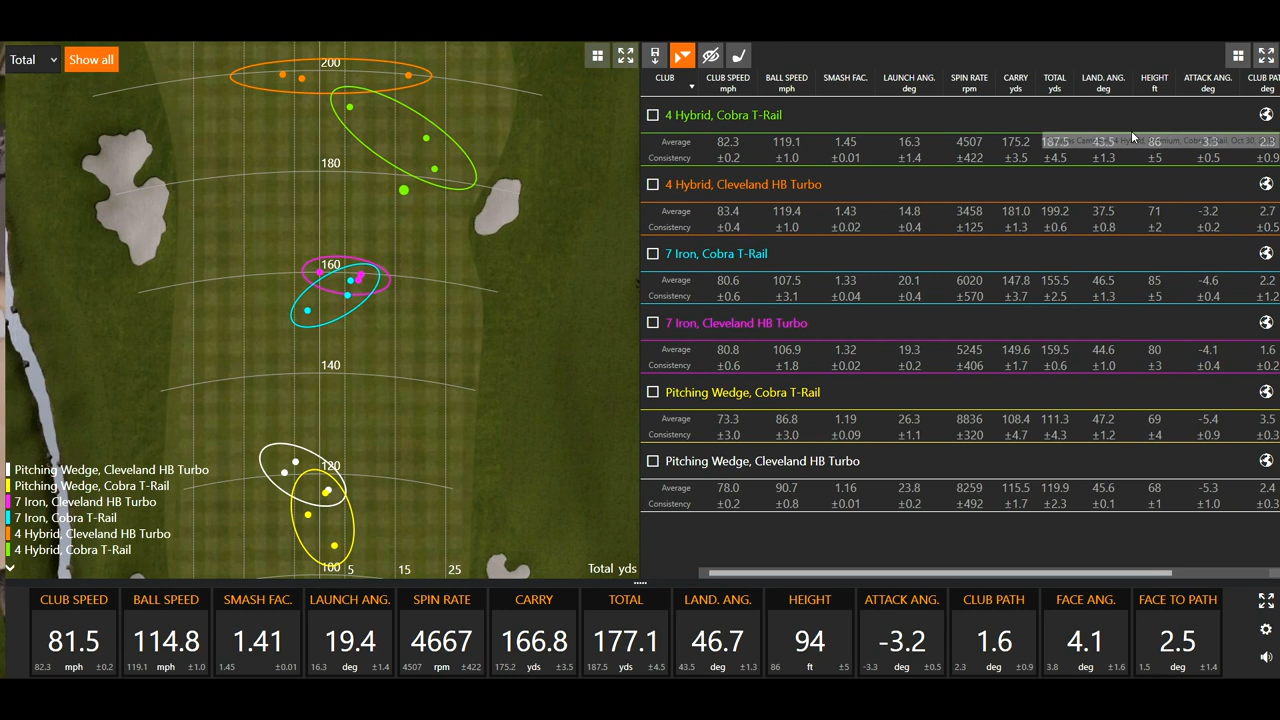 Total
Show all
200
180
160
140
120
100
5
15
25
Total yds
Pitching Wedge, Cleveland HB Turbo
Pitching Wedge, Cobra T-Rail
7 Iron, Cleveland HB Turbo
7 Iron, Cobra T-Rail
4 Hybrid, Cleveland HB Turbo
4 Hybrid, Cobra T-Rail
CLUB CLUB SPEED BALL SPEED SMASH FAC. LAUNCH ANG. SPIN RATE CARRY TOTAL LAND. ANG. HEIGHT ATTACK ANG. CLUB PAT
mph mph deg rpm yds yds deg ft deg deg
4 Hybrid, Cobra T-Rail
Average 82.3 119.1 1.45 16.3 4507 175.2 187.5 43.5 86 -3.3 2.3
Consistency ±0.2 ±1.0 ±0.01 ±1.4 ±422 ±3.5 ±4.5 ±1.3 ±5 ±0.5 ±0.9
4 Hybrid, Cleveland HB Turbo
Average 83.4 119.4 1.43 14.8 3458 181.0 199.2 37.5 71 -3.2 2.7
Consistency ±0.4 ±1.0 ±0.02 ±0.4 ±125 ±1.3 ±0.6 ±0.8 ±2 ±0.2 ±0.5
7 Iron, Cobra T-Rail
Average 80.6 107.5 1.33 20.1 6020 147.8 155.5 46.5 85 -4.6 2.2
Consistency ±0.6 ±3.1 ±0.04 ±0.4 ±570 ±3.7 ±2.5 ±1.3 ±5 ±0.4 ±1.2
7 Iron, Cleveland HB Turbo
Average 80.8 106.9 1.32 19.3 5245 149.6 159.5 44.6 80 -4.1 1.6
Consistency ±0.6 ±1.8 ±0.02 ±0.2 ±406 ±1.7 ±0.6 ±1.0 ±3 ±0.4 ±0.2
Pitching Wedge, Cobra T-Rail
Average 73.3 86.8 1.19 26.3 8836 108.4 111.3 47.2 69 -5.4 3.5
Consistency ±3.0 ±3.0 ±0.09 ±1.1 ±320 ±4.7 ±4.3 ±1.2 ±4 ±0.9 ±0.3
Pitching Wedge, Cleveland HB Turbo
Average 78.0 90.7 1.16 23.8 8259 115.5 119.9 45.6 68 -5.3 2.4
Consistency ±0.2 ±0.8 ±0.01 ±0.2 ±492 ±1.7 ±2.3 ±0.1 ±1 ±1.0 ±0.3
CLUB SPEED BALL SPEED SMASH FAC. LAUNCH ANG. SPIN RATE CARRY TOTAL LAND. ANG. HEIGHT ATTACK ANG. CLUB PATH FACE ANG. FACE TO PATH
81.5 114.8 1.41 19.4 4667 166.8 177.1 46.7 94 -3.2 1.6 4.1 2.5
82.3 mph ±0.2 119.1 mph ±1.0 1.45 ±0.01 16.3 deg ±1.4 4507 rpm ±422 175.2 yds ±3.5 187.5 yds ±4.5 43.5 deg ±1.3 86 ft ±5 -3.3 deg ±0.5 2.3 deg ±0.9 3.8 deg ±1.6 1.5 deg ±1.4